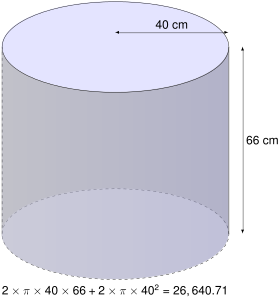 40 cm
66 cm
2 × π × 40 × 66 + 2 × π × 40² = 26, 640.71